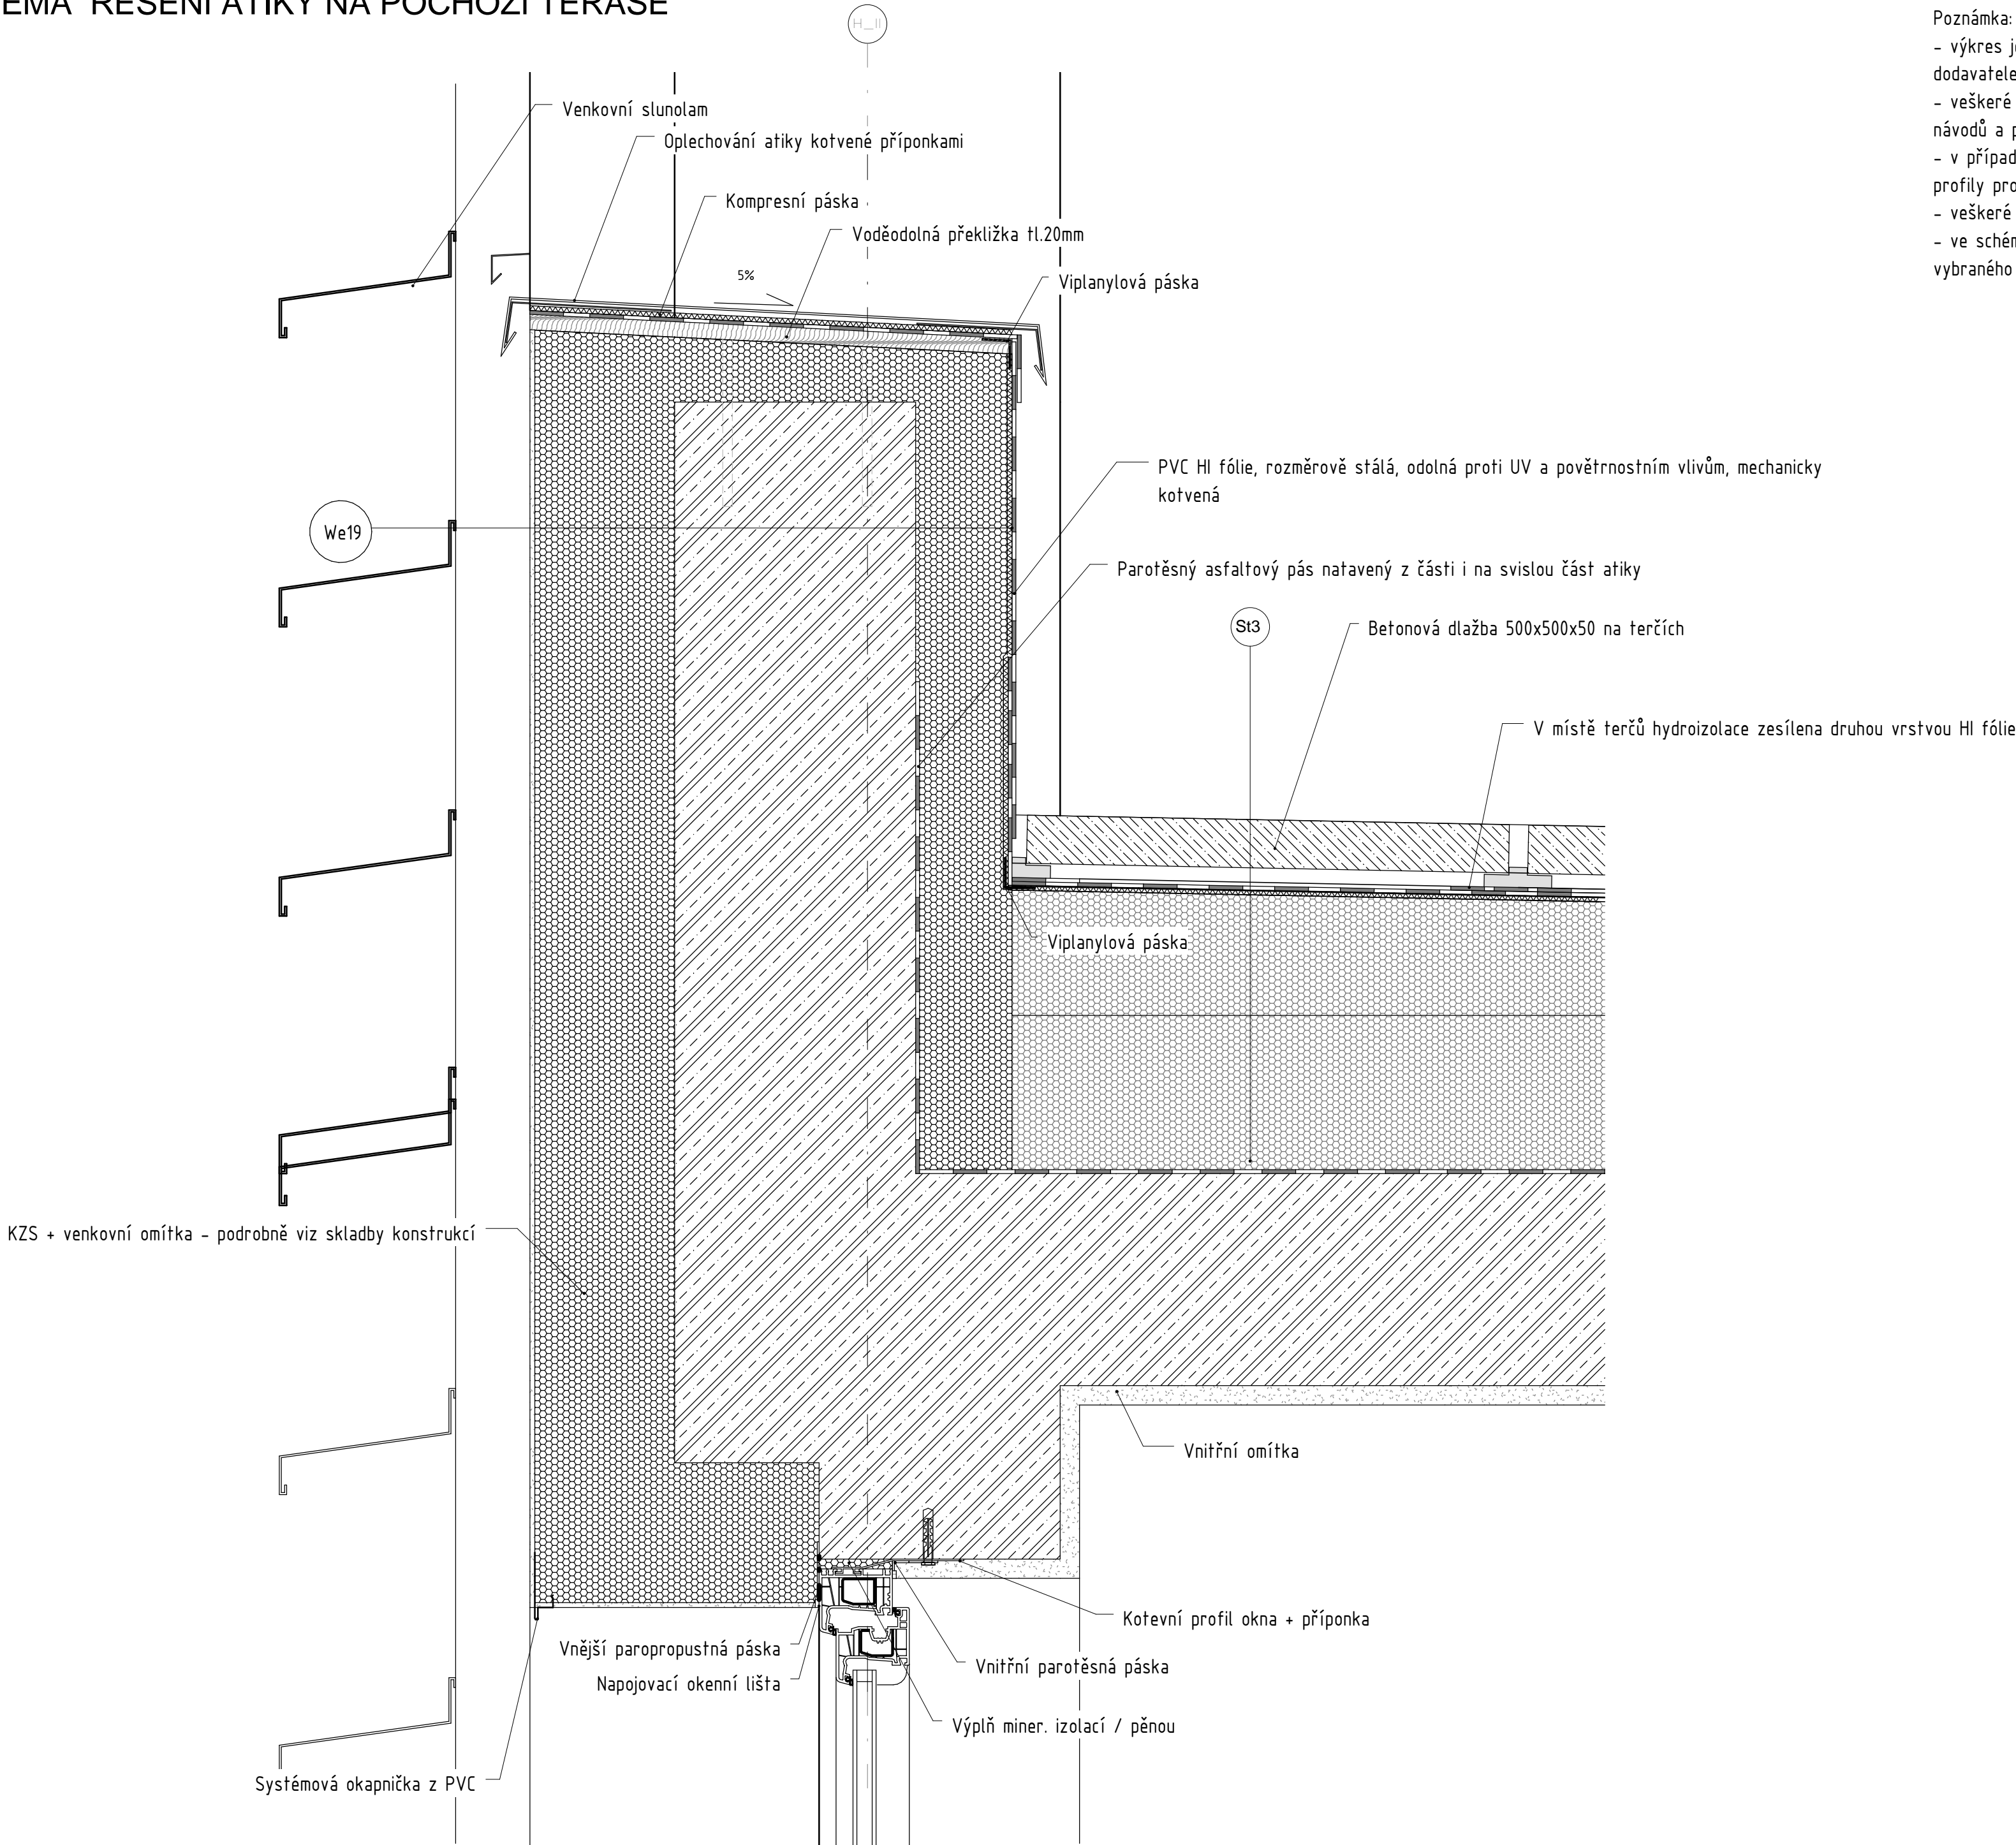 EMA ŘEŠENÍ ATIKY NA POCHOZÍ TERASE
H_II
Poznámka:
- výkres j
dodavatele
- veškeré
návodů a p
- v případ
profily pro
- veškeré
- ve schém
vybraného
Venkovní slunolam
Oplechování atiky kotvené příponkami
Kompresní páska
Voděodolná překližka tl.20mm
5%
Viplanylová páska
PVC HI fólie, rozměrově stálá, odolná proti UV a povětrnostním vlivům, mechanicky
kotvená
We19
Parotěsný asfaltový pás natavený z části i na svislou část atiky
St3
Betonová dlažba 500x500x50 na terčích
V místě terčů hydroizolace zesílena druhou vrstvou HI fólie
Viplanylová páska
KZS + venkovní omítka - podrobně viz skladby konstrukcí
Vnitřní omítka
Kotevní profil okna + příponka
Vnější paropropustná páska
Vnitřní parotěsná páska
Napojovací okenní lišta
Výplň miner. izolací / pěnou
Systémová okapnička z PVC